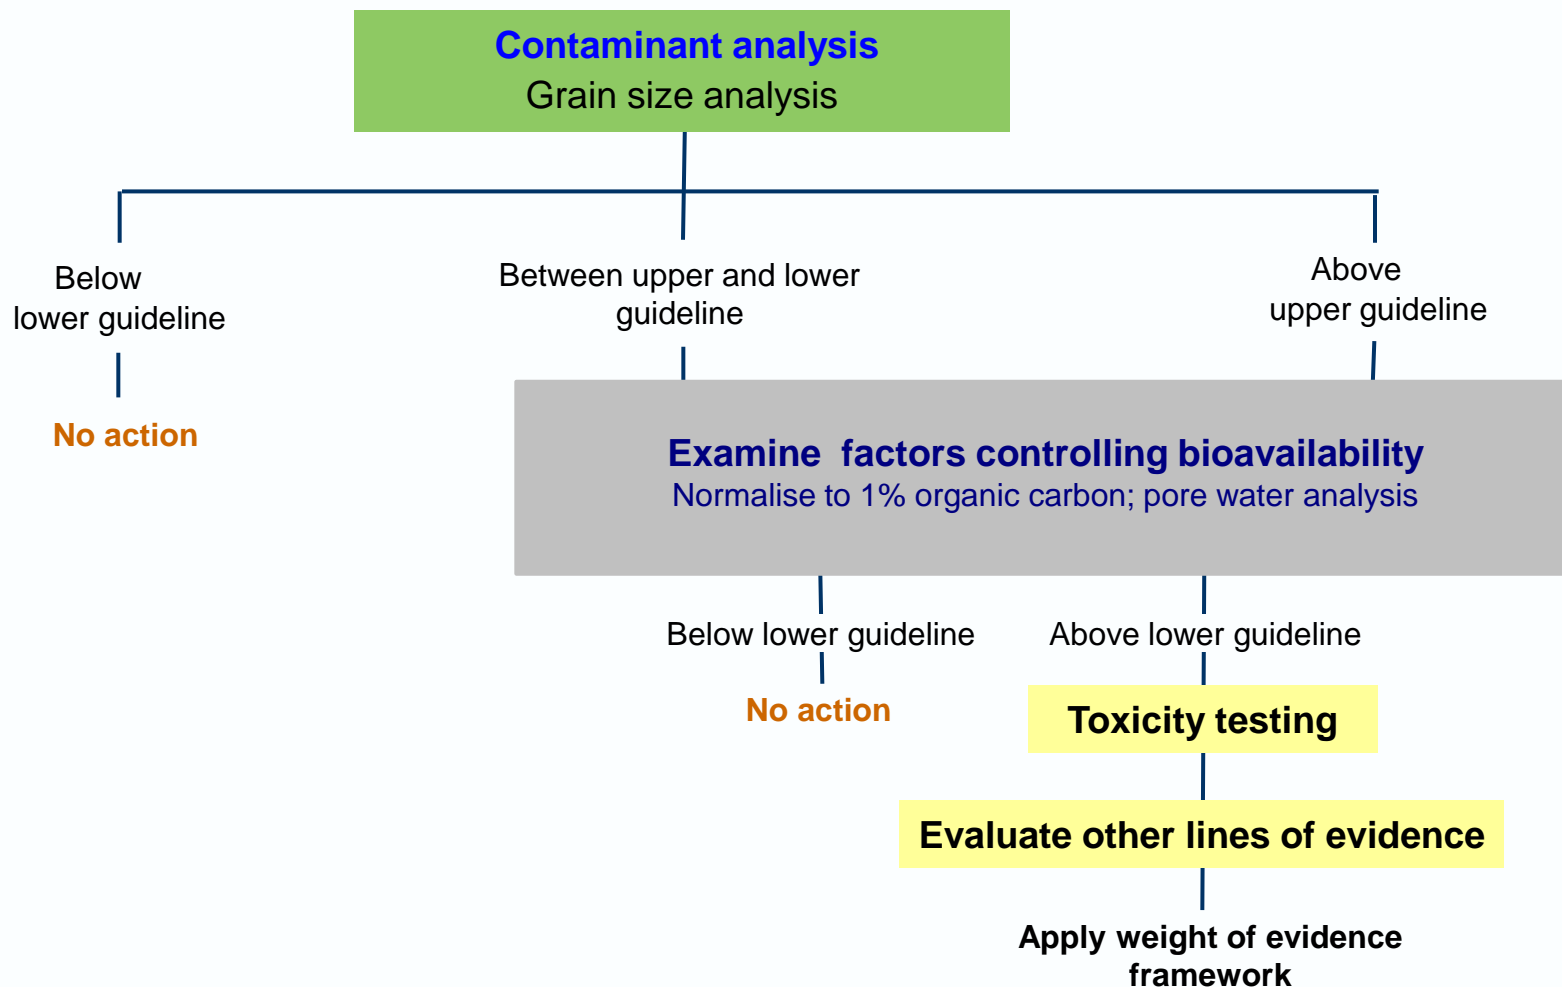 Contaminant analysis
Grain size analysis
Below
lower guideline
Between upper and lower
guideline
Above
upper guideline
No action
Examine factors controlling bioavailability
Normalise to 1% organic carbon; pore water analysis
Below lower guideline
Above lower guideline
No action
Toxicity testing
Evaluate other lines of evidence
Apply weight of evidence
framework